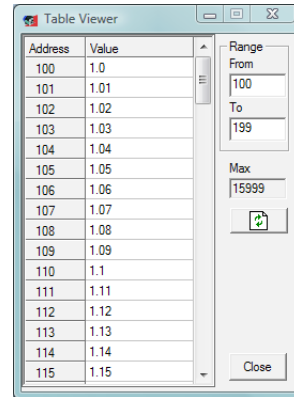 Table Viewer
Address Value
100 1.0
101 1.01
102 1.02
103 1.03
104 1.04
105 1.05
106 1.06
107 1.07
108 1.08
109 1.09
110 1.1
111 1.11
112 1.12
113 1.13
114 1.14
115 1.15
Range
From
100
To
199
Max
15999
Close